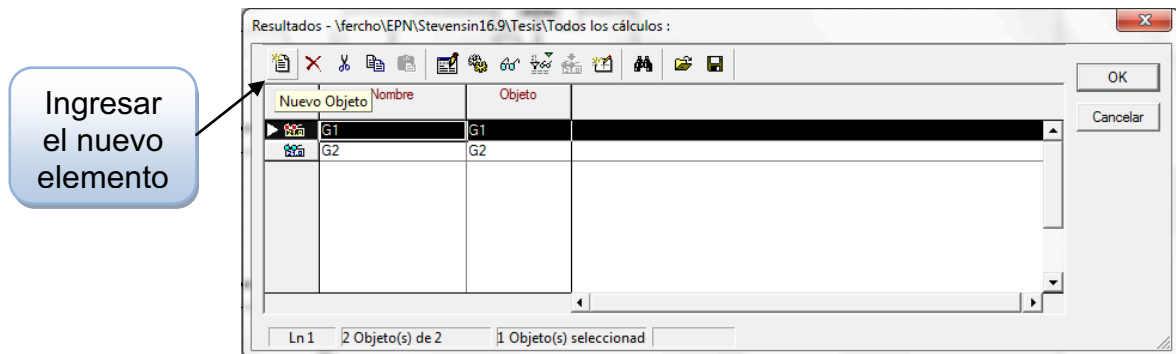 Resultados - \fercho\EPN\Stevensin16.9\Tesis\Todos los cálculos :
OK
Cancelar
Ingresar
el nuevo
elemento
Nuevo Objeto
Nombre Objeto
G1 G1
G2 G2
Ln 1 2 Objeto(s) de 2 1 Objeto(s) seleccionad